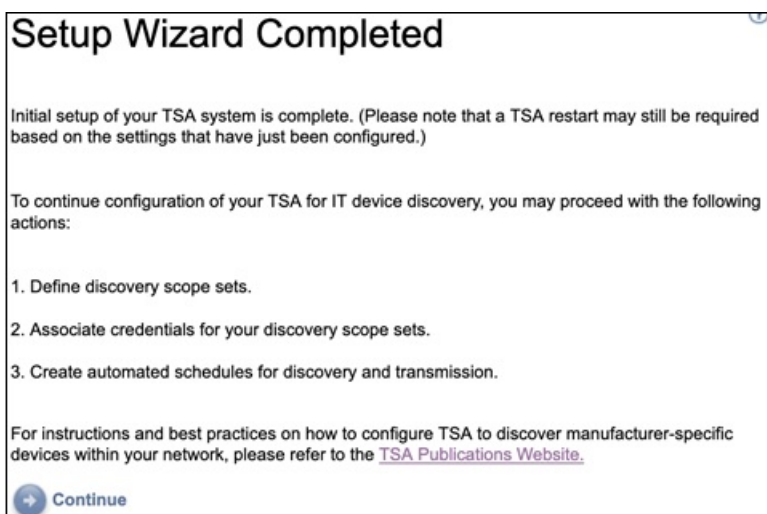 Setup Wizard Completed
Initial setup of your TSA system is complete. (Please note that a TSA restart may still be required
based on the settings that have just been configured.)
To continue configuration of your TSA for IT device discovery, you may proceed with the following
actions:
1. Define discovery scope sets.
2. Associate credentials for your discovery scope sets.
3. Create automated schedules for discovery and transmission.
For instructions and best practices on how to configure TSA to discover manufacturer-specific
devices within your network, please refer to the TSA Publications Website.
Continue